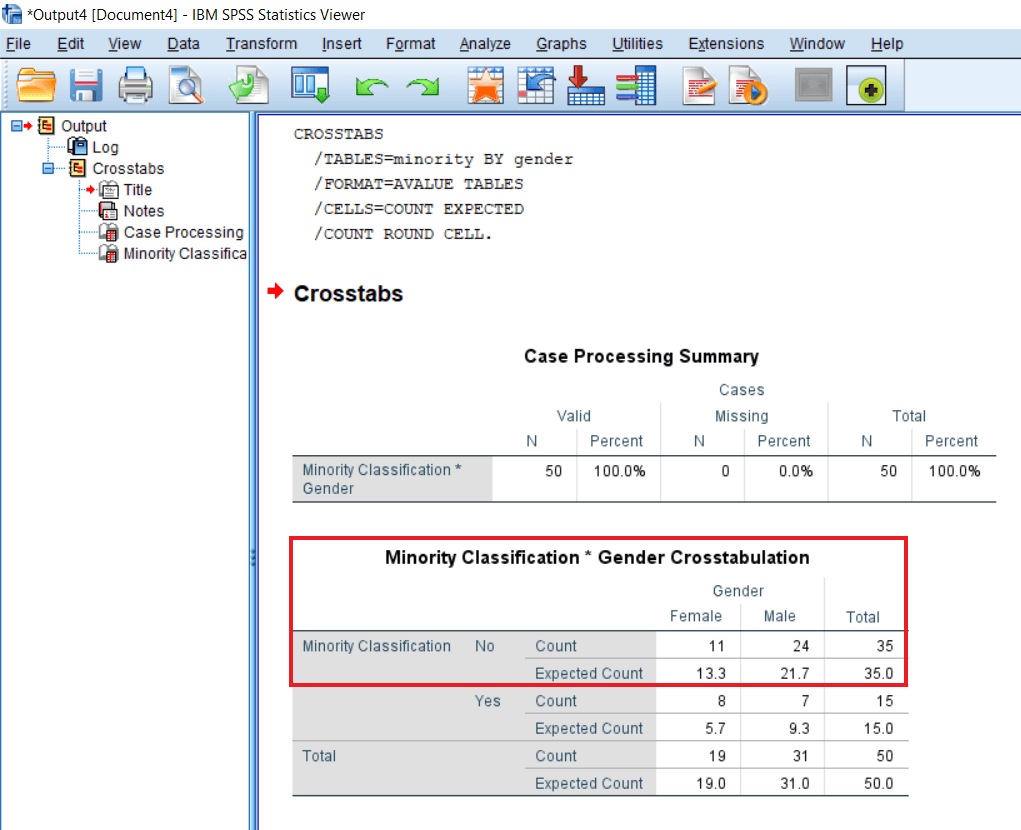 *Output4 [Document4] - IBM SPSS Statistics Viewer
File Edit View Data Transform Insert Format Analyze Graphs Utilities Extensions Window Help
Output
Log
Crosstabs
Title
Notes
Case Processing
Minority Classifica
CROSSTABS
/TABLES=minority BY gender
/FORMAT=AVALUE TABLES
/CELLS=COUNT EXPECTED
/COUNT ROUND CELL.
Crosstabs
Case Processing Summary
Cases
Valid Missing Total
N Percent N Percent N Percent
Minority Classification * 50 100.0% 0 0.0% 50 100.0%
Gender
Minority Classification * Gender Crosstabulation
Gender
Female Male Total
Minority Classification No Count 11 24 35
Expected Count 13.3 21.7 35.0
Yes Count 8 7 15
Expected Count 5.7 9.3 15.0
Total Count 19 31 50
Expected Count 19.0 31.0 50.0